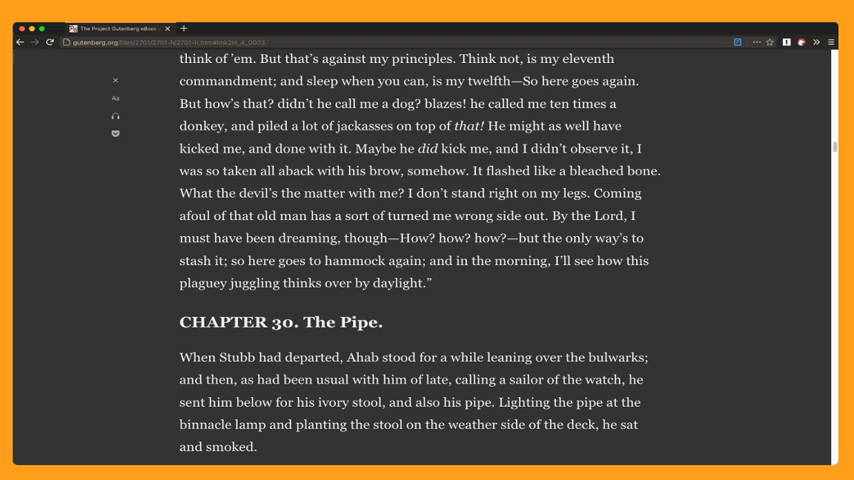 The Project Gutenberg eBook
gutenberg.org/files/2701/2701-h/2701-h.htm#link2H_4_0003
Aa
think of 'em. But that's against my principles. Think not, is my eleventh
commandment; and sleep when you can, is my twelfth—So here goes again.
But how's that? didn't he call me a dog? blazes! he called me ten times a
donkey, and piled a lot of jackasses on top of that! He might as well have
kicked me, and done with it. Maybe he did kick me, and I didn't observe it, I
was so taken all aback with his brow, somehow. It flashed like a bleached bone.
What the devil's the matter with me? I don't stand right on my legs. Coming
afoul of that old man has a sort of turned me wrong side out. By the Lord, I
must have been dreaming, though—How? how? how?—but the only way's to
stash it; so here goes to hammock again; and in the morning, I'll see how this
plaguey juggling thinks over by daylight.”
CHAPTER 30. The Pipe.
When Stubb had departed, Ahab stood for a while leaning over the bulwarks;
and then, as had been usual with him of late, calling a sailor of the watch, he
sent him below for his ivory stool, and also his pipe. Lighting the pipe at the
binnacle lamp and planting the stool on the weather side of the deck, he sat
and smoked.